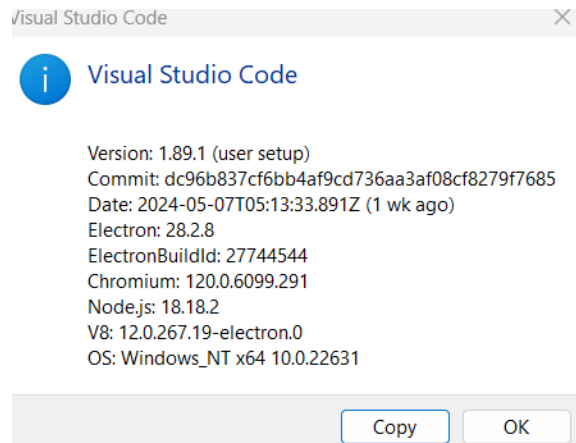 Visual Studio Code
Visual Studio Code
Version: 1.89.1 (user setup)
Commit: dc96b837cf6bb4af9cd736aa3af08cf8279f7685
Date: 2024-05-07T05:13:33.891Z (1 wk ago)
Electron: 28.2.8
ElectronBuildId: 27744544
Chromium: 120.0.6099.291
Node.js: 18.18.2
V8: 12.0.267.19-electron.0
OS: Windows_NT x64 10.0.22631
Copy OK